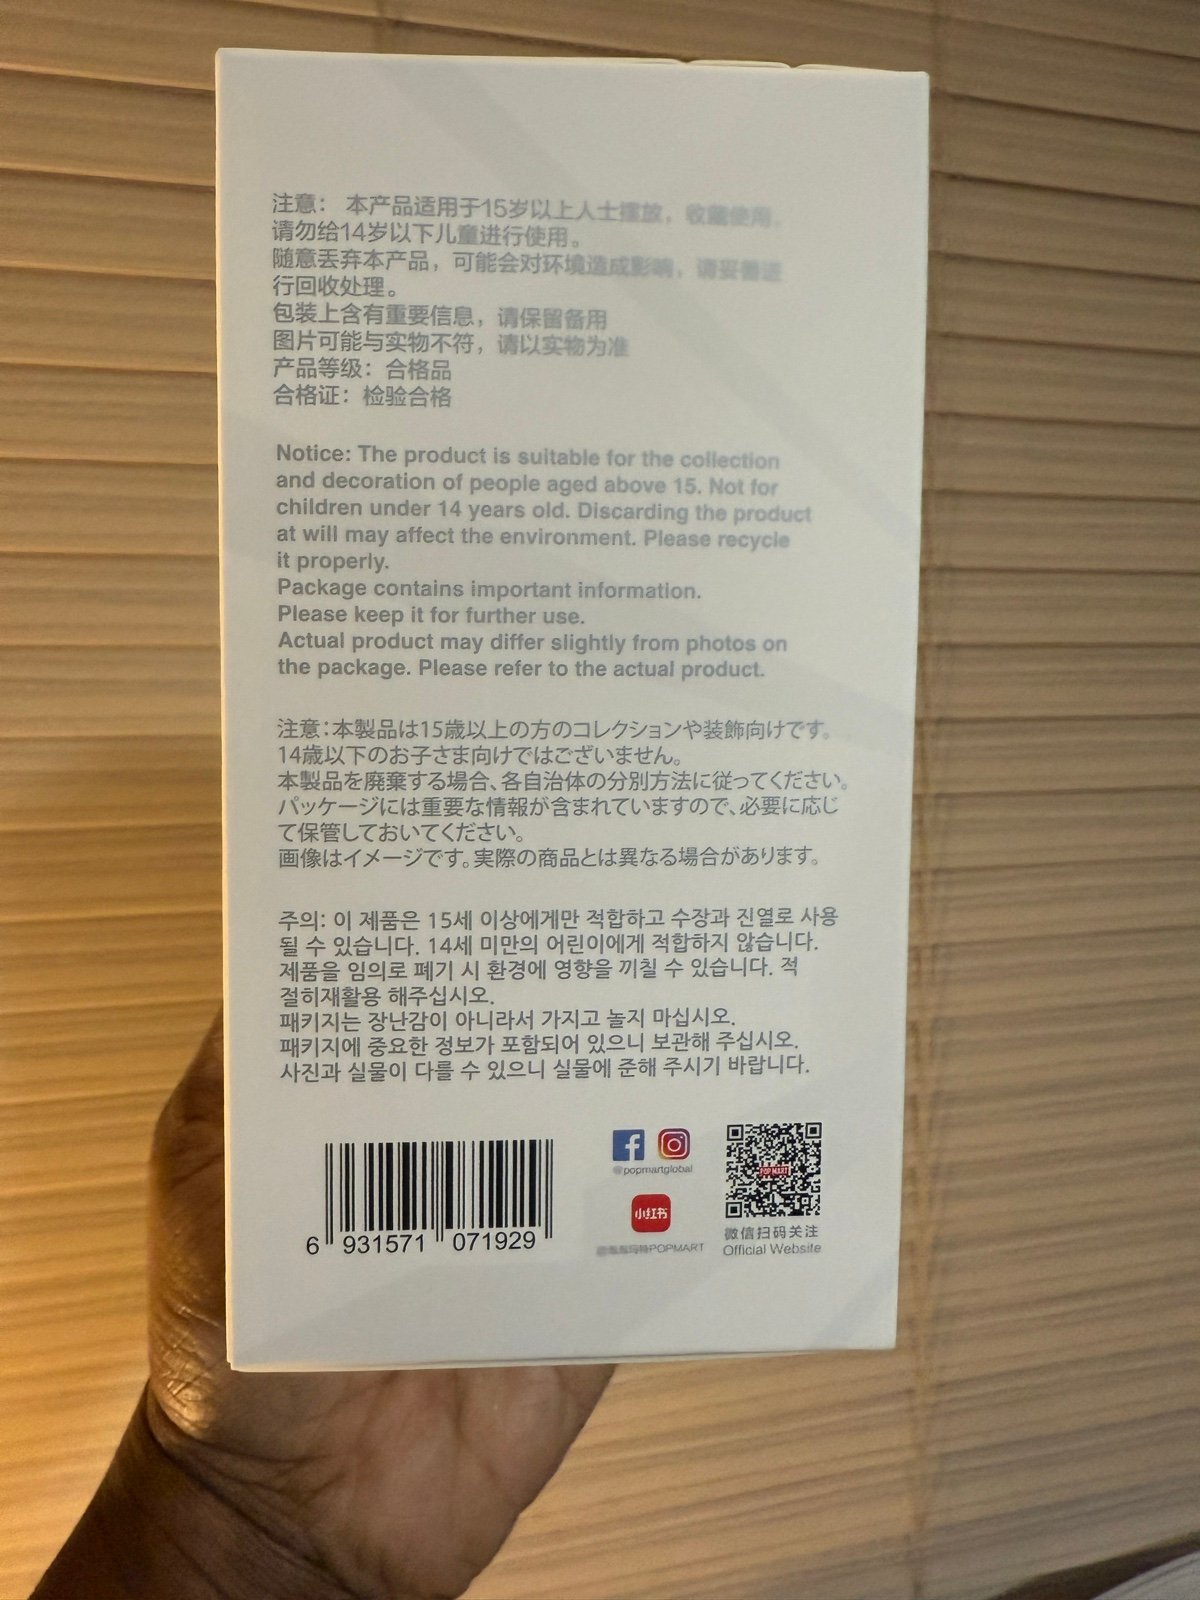 注意： 本产品适用于15岁以上人士摆放，收藏使用。
请勿给14岁以下儿童进行使用。
随意丢弃本产品，可能会对环境造成影响，请妥善进
行回收处理。
包装上含有重要信息，请保留备用
图片可能与实物不符，请以实物为准
产品等级：合格品
合格证：检验合格
Notice: The product is suitable for the collection
and decoration of people aged above 15. Not for
children under 14 years old. Discarding the product
at will may affect the environment. Please recycle
it properly.
Package contains important information.
Please keep it for further use.
Actual product may differ slightly from photos on
the package. Please refer to the actual product.
注意：本製品は15歳以上の方のコレクションや装飾向けです。
14歳以下のお子さま向けではございません。
本製品を廃棄する場合、各自治体の分別方法に従ってください。
パッケージには重要な情報が含まれていますので、必要に応じ
て保管しておいてください。
画像はイメージです。実際の商品とは異なる場合があります。
주의: 이 제품은 15세 이상에게만 적합하고 수장과 진열로 사용
될 수 있습니다. 14세 미만의 어린이에게 적합하지 않습니다.
제품을 임의로 폐기 시 환경에 영향을 끼칠 수 있습니다. 적
절히재활용 해주십시오.
패키지는 장난감이 아니라서 가지고 놀지 마십시오.
패키지에 중요한 정보가 포함되어 있으니 보관해 주십시오.
사진과 실물이 다를 수 있으니 실물에 준해 주시기 바랍니다.
6 931571 071929
@popmartglobal
小红书
玛特POPMART
POP MART
微信扫码关注
Official Website